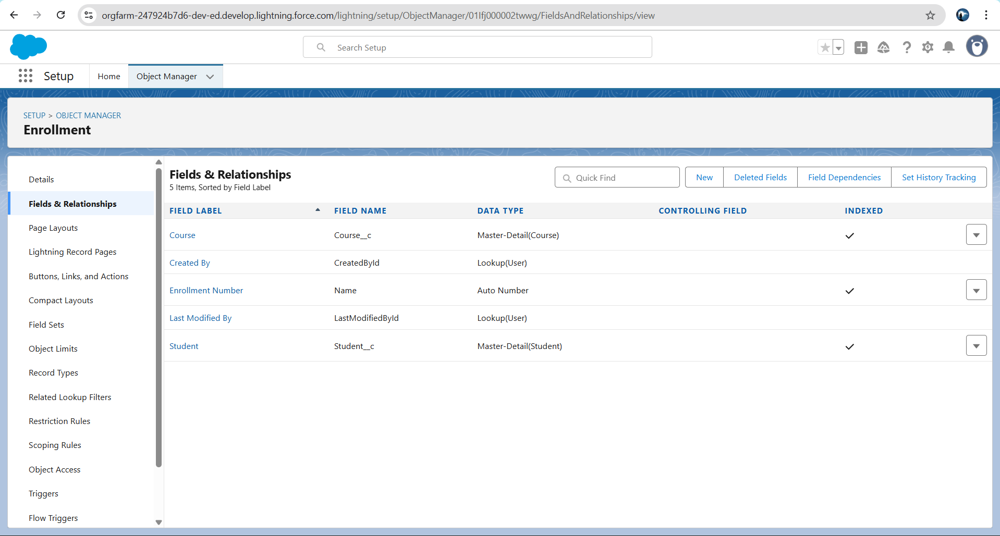 orgfarm-247924b7d6-dev-ed.develop.lightning.force.com/lightning/setup/ObjectManager/01Ifj000002twwg/FieldsAndRelationships/view
Search Setup
Setup Home Object Manager
SETUP > OBJECT MANAGER
Enrollment
Details
Fields & Relationships
Page Layouts
Lightning Record Pages
Buttons, Links, and Actions
Compact Layouts
Field Sets
Object Limits
Record Types
Related Lookup Filters
Restriction Rules
Scoping Rules
Object Access
Triggers
Flow Triggers
Fields & Relationships
5 Items, Sorted by Field Label
Quick Find New Deleted Fields Field Dependencies Set History Tracking
FIELD LABEL FIELD NAME DATA TYPE CONTROLLING FIELD INDEXED
Course Course__c Master-Detail(Course)
Created By CreatedById Lookup(User)
Enrollment Number Name Auto Number
Last Modified By LastModifiedById Lookup(User)
Student Student__c Master-Detail(Student)